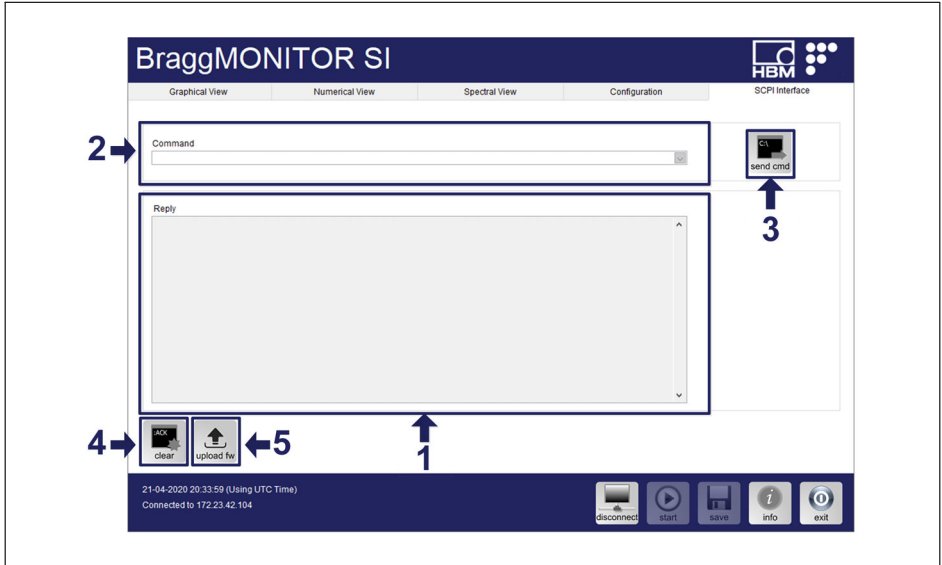 BraggMONITOR SI
HBM
Graphical View Numerical View Spectral View Configuration SCPI Interface
2
Command
C:\
send cmd
3
Reply
4
:ACK
clear
upload fw
5
1
21-04-2020 20:33:59 (Using UTC Time)
Connected to 172.23.42.104
disconnect start save info exit